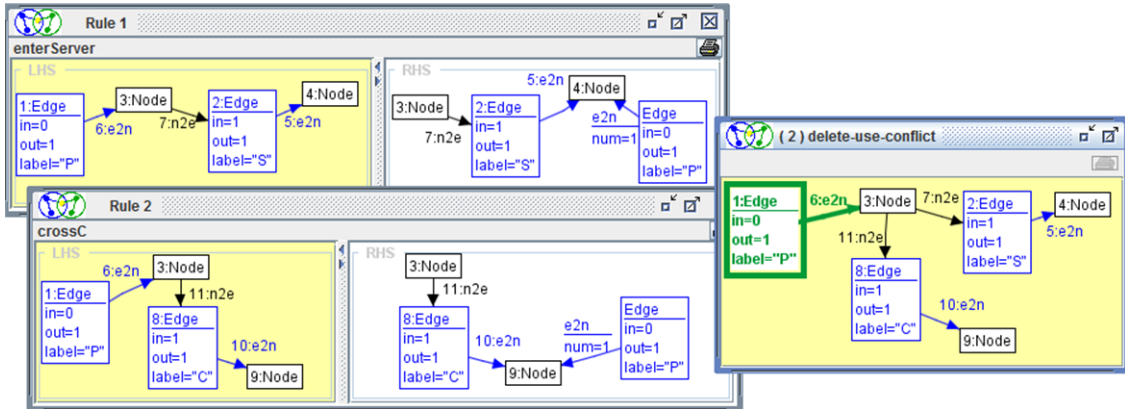 Rule 1
enterServer
LHS
1:Edge
in=0
out=1
label="P"
6:e2n
3:Node
7:n2e
2:Edge
in=1
out=1
label="S"
5:e2n
4:Node
RHS
3:Node
7:n2e
2:Edge
in=1
out=1
label="S"
5:e2n
4:Node
e2n
num=1
Edge
in=0
out=1
label="P"
Rule 2
crossC
LHS
6:e2n
3:Node
1:Edge
in=0
out=1
label="P"
11:n2e
8:Edge
in=1
out=1
label="C"
10:e2n
9:Node
RHS
3:Node
11:n2e
8:Edge
in=1
out=1
label="C"
10:e2n
9:Node
e2n
num=1
Edge
in=0
out=1
label="P"
( 2 ) delete-use-conflict
1:Edge
in=0
out=1
label="P"
6:e2n
3:Node
7:n2e
2:Edge
in=1
out=1
label="S"
4:Node
5:e2n
11:n2e
8:Edge
in=1
out=1
label="C"
10:e2n
9:Node